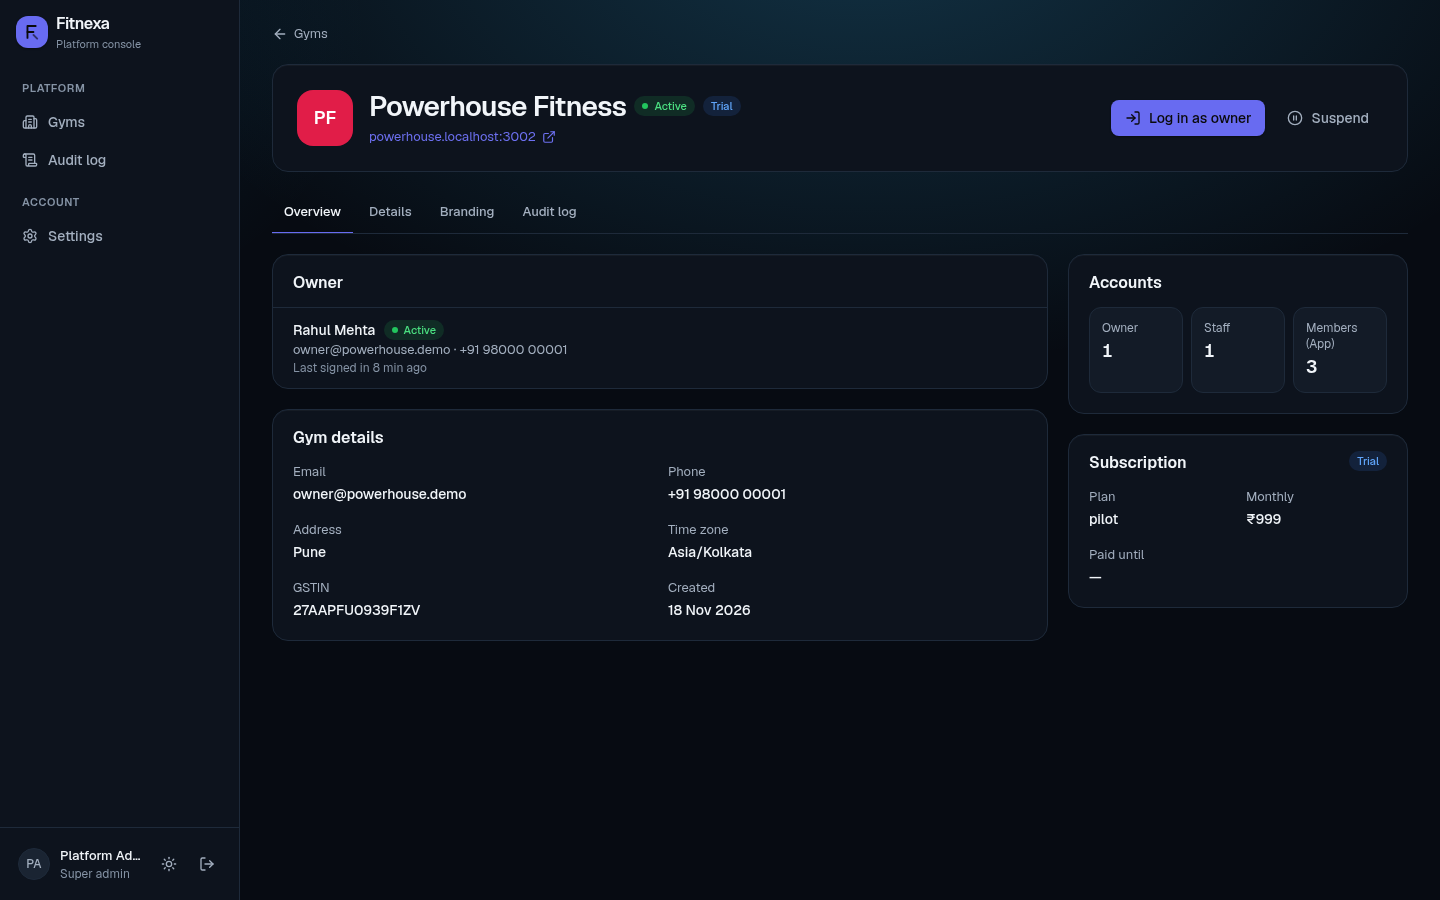 Fitnexa
Platform console
PLATFORM
Gyms
Audit log
ACCOUNT
Settings
PA
Platform Ad...
Super admin
Gyms
PF
Powerhouse Fitness
Active
Trial
powerhouse.localhost:3002
Log in as owner
Suspend
Overview
Details
Branding
Audit log
Owner
Rahul Mehta
Active
owner@powerhouse.demo · +91 98000 00001
Last signed in 8 min ago
Gym details
Email
owner@powerhouse.demo
Phone
+91 98000 00001
Address
Pune
Time zone
Asia/Kolkata
GSTIN
27AAPFU0939F1ZV
Created
18 Nov 2026
Accounts
Owner
1
Staff
1
Members
(App)
3
Subscription
Trial
Plan
pilot
Monthly
₹999
Paid until
—